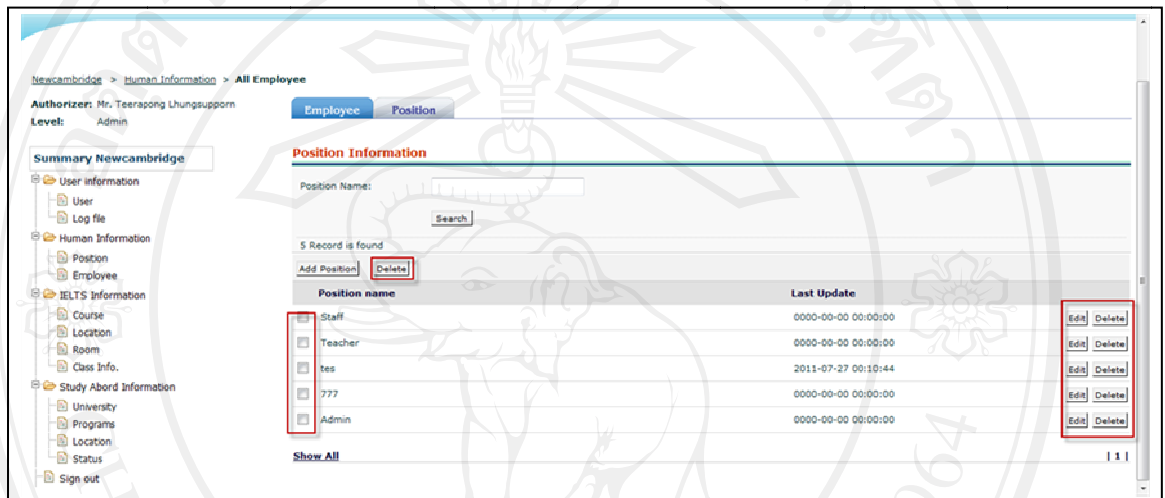 Newcambridge > Human Information > All Employee
Authorizer: Mr. Teerapong Lhungsupporn
Level: Admin
Summary Newcambridge
User information
User
Log file
Human Information
Position
Employee
IELTS Information
Course
Location
Room
Class Info.
Study Abord Information
University
Programs
Location
Status
Sign out
Employee Position
Position Information
Position Name:
Search
5 Record is found
Add Position Delete
Position name Last Update
Staff 0000-00-00 00:00:00 Edit Delete
Teacher 0000-00-00 00:00:00 Edit Delete
tes 2011-07-27 00:10:44 Edit Delete
777 0000-00-00 00:00:00 Edit Delete
Admin 0000-00-00 00:00:00 Edit Delete
Show All | 1 |